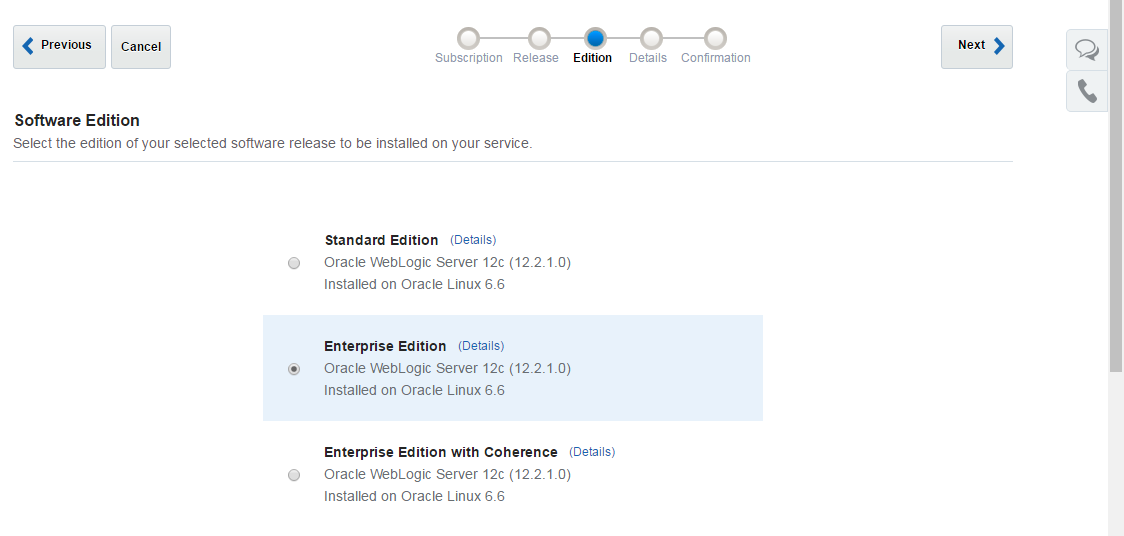 Previous
Cancel
Subscription Release Edition Details Confirmation
Next
Software Edition
Select the edition of your selected software release to be installed on your service.
Standard Edition (Details)
Oracle WebLogic Server 12c (12.2.1.0)
Installed on Oracle Linux 6.6
Enterprise Edition (Details)
Oracle WebLogic Server 12c (12.2.1.0)
Installed on Oracle Linux 6.6
Enterprise Edition with Coherence (Details)
Oracle WebLogic Server 12c (12.2.1.0)
Installed on Oracle Linux 6.6